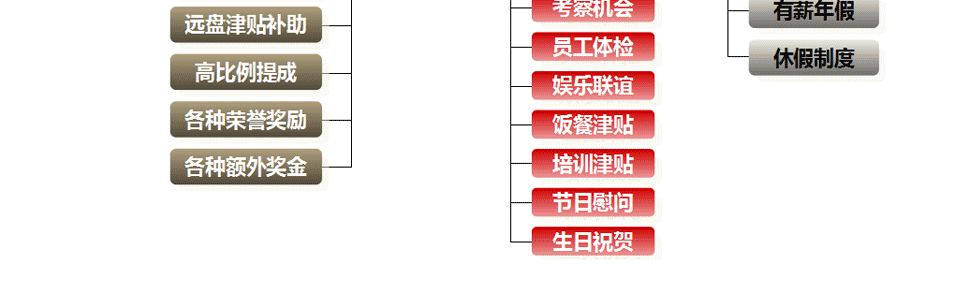 远盘津贴补助
高比例提成
各种荣誉奖励
各种额外奖金
考察机会
员工体检
娱乐联谊
饭餐津贴
培训津贴
节日慰问
生日祝贺
有薪年假
休假制度